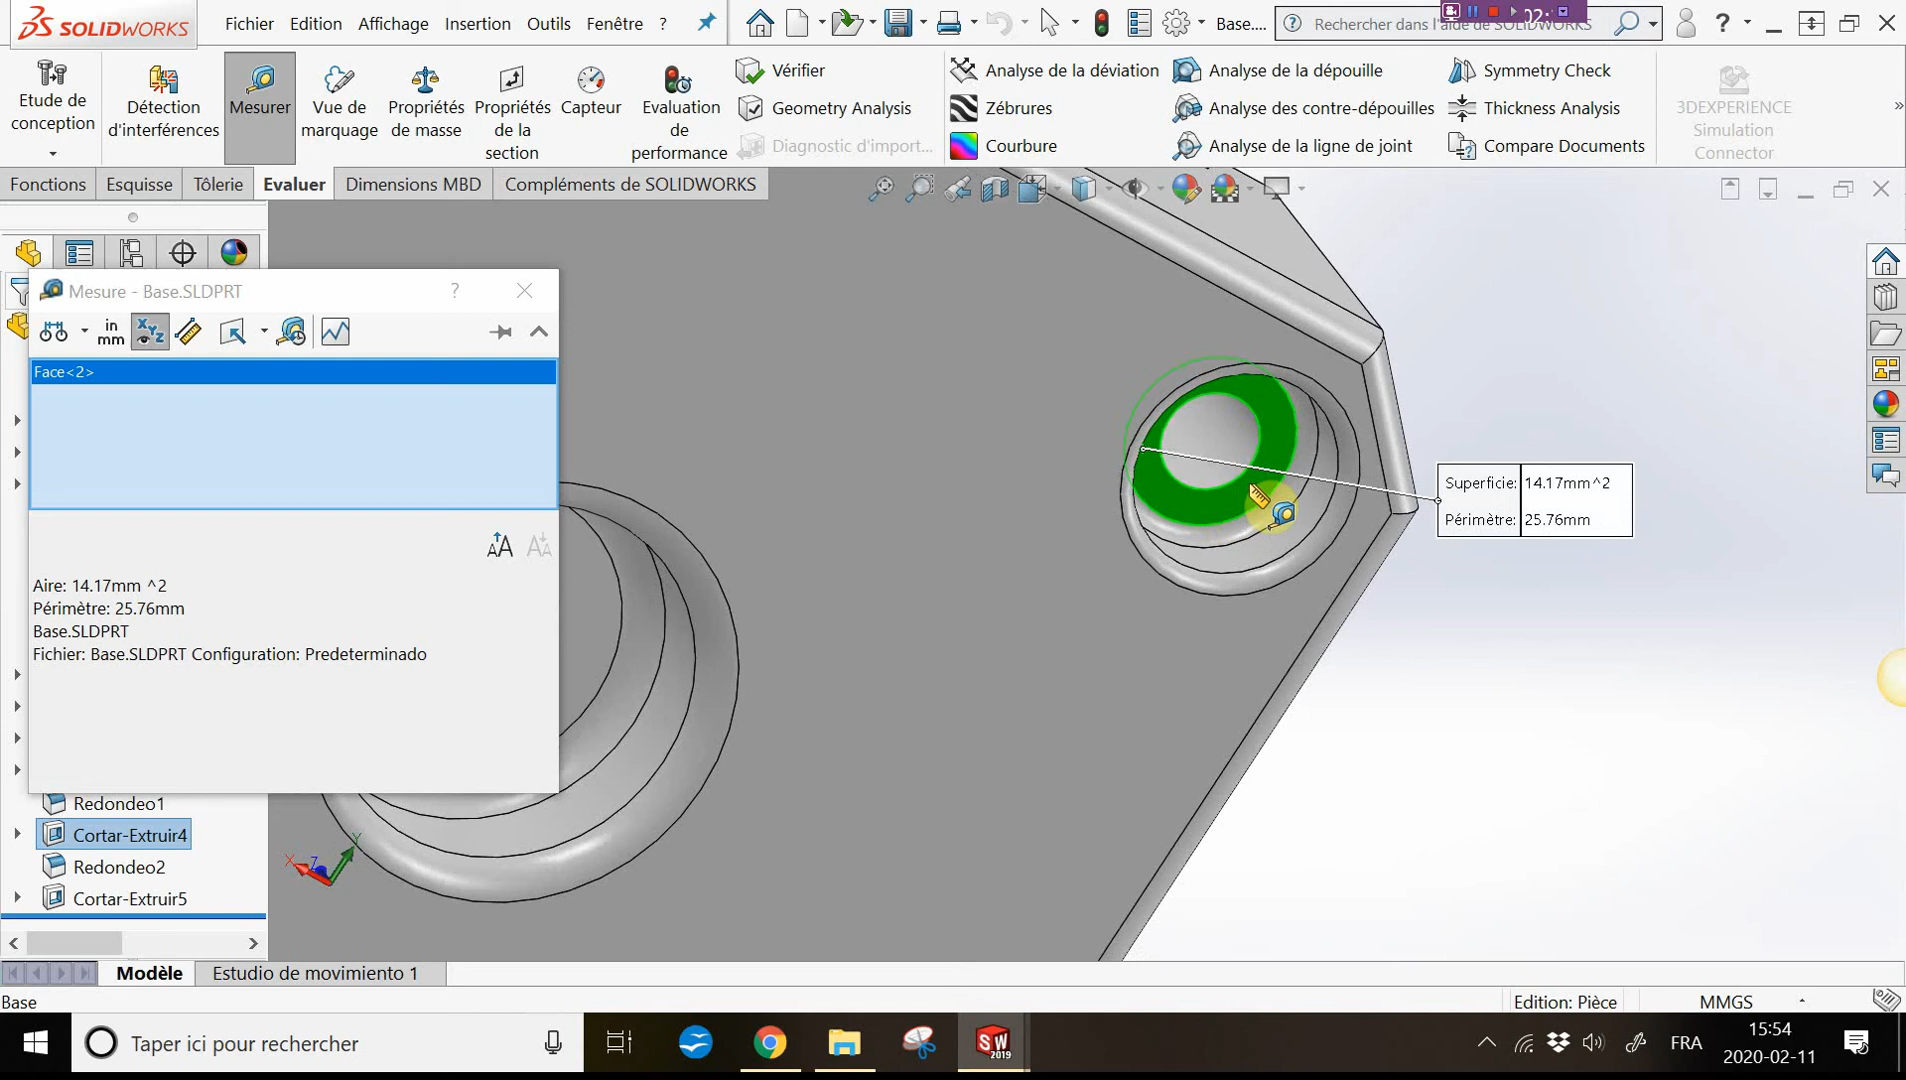 SOLIDWORKS
Fichier Edition Affichage Insertion Outils Fenêtre ?
Base....
Rechercher dans l'aide de SOLIDWORKS
02:
Etude de
conception
Détection
d'interférences
Mesurer
Vue de
marquage
Propriétés
de masse
Propriétés
de la
section
Capteur
Evaluation
de
performance
Vérifier
Geometry Analysis
Diagnostic d'import...
Analyse de la déviation
Zébrures
Courbure
Analyse de la dépouille
Analyse des contre-dépouilles
Analyse de la ligne de joint
Symmetry Check
Thickness Analysis
Compare Documents
3DEXPERIENCE
Simulation
Connector
Fonctions Esquisse Tôlerie Evaluer Dimensions MBD Compléments de SOLIDWORKS
Mesure - Base.SLDPRT
?
in
mm
XYZ
Face<2>
Aire: 14.17mm ^2
Périmètre: 25.76mm
Base.SLDPRT
Fichier: Base.SLDPRT Configuration: Predeterminado
Superficie: 14.17mm^2
Périmètre: 25.76mm
Redondeo1
Cortar-Extruir4
Redondeo2
Cortar-Extruir5
X Z Y
Modèle Estudio de movimiento 1
Base
Edition: Pièce
MMGS
Taper ici pour rechercher
SW
2019
FRA
15:54
2020-02-11